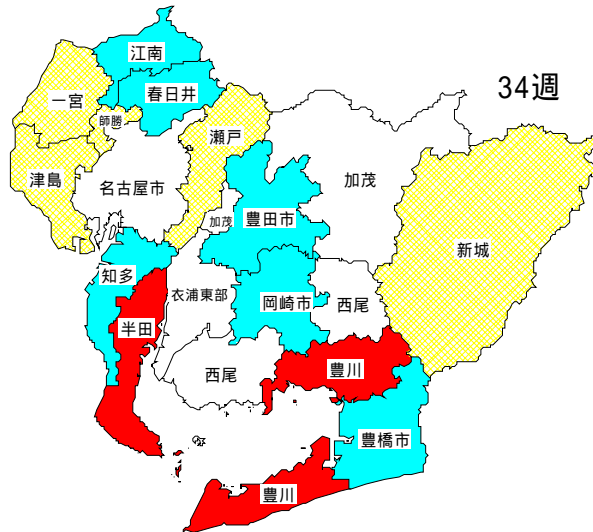 江南
春日井
34週
一宮
師勝
瀬戸
津島
名古屋市
加茂
加茂
豊田市
新城
知多
衣浦東部
岡崎市
西尾
半田
西尾
豊川
豊橋市
豊川